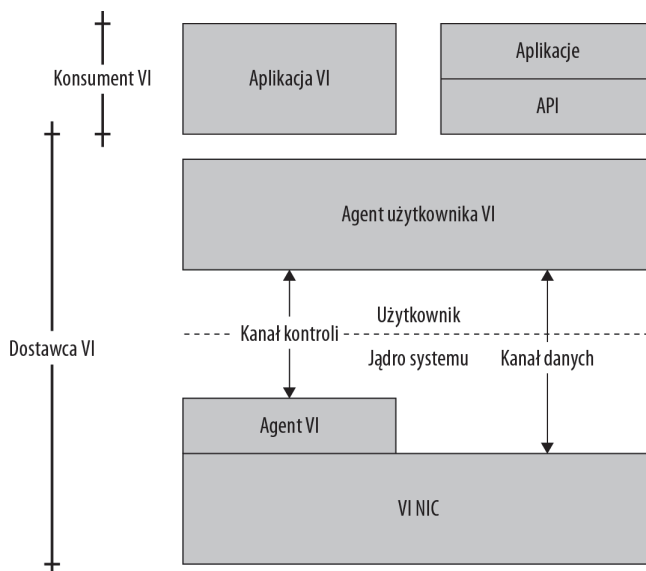 Konsument VI
Aplikacja VI
Aplikacje
API
Agent użytkownika VI
Użytkownik
Kanał kontroli
Dostawca VI
Jądro systemu
Kanał danych
Agent VI
VI NIC